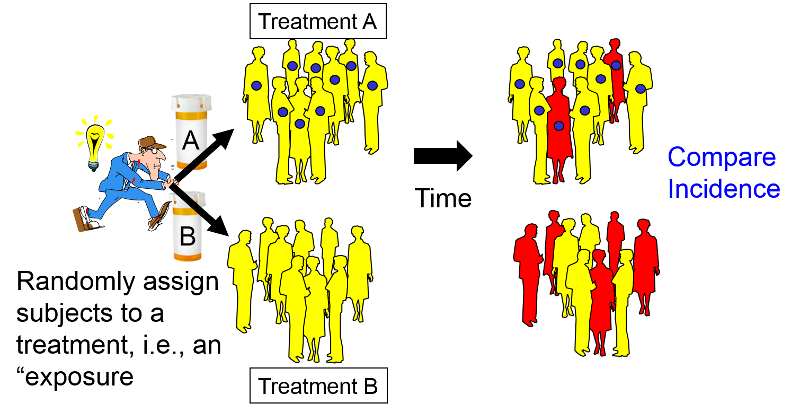 Treatment A
A
B
Randomly assign
subjects to a
treatment, i.e., an
“exposure
Treatment B
Time
Compare
Incidence